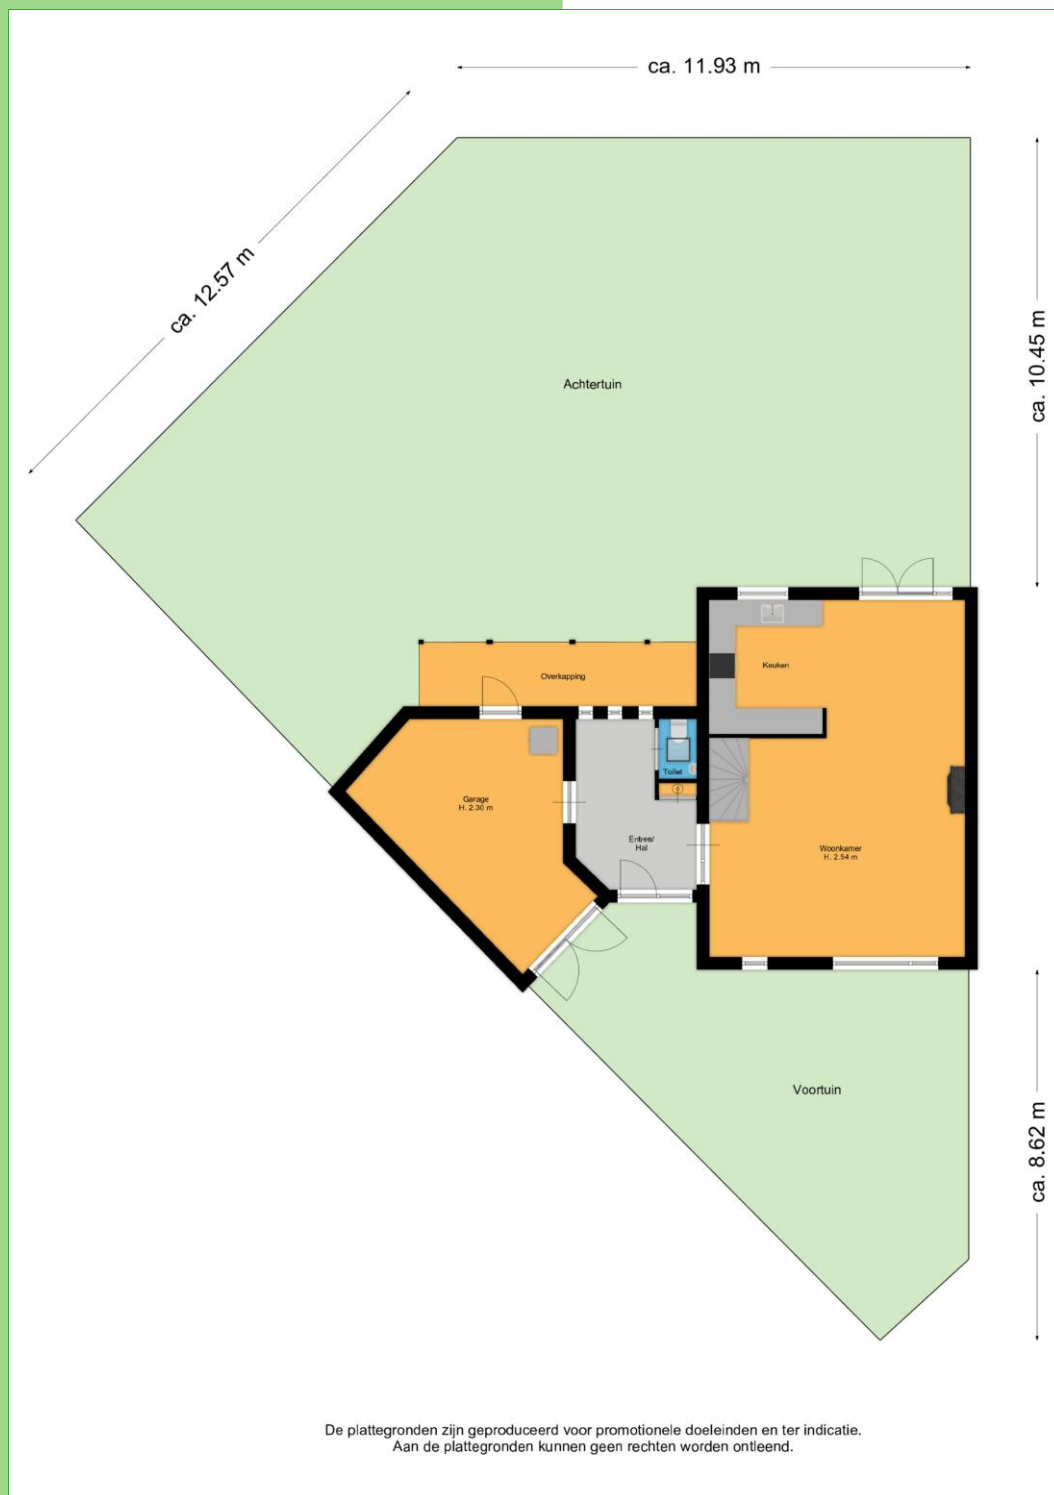 ca. 11.93 m
ca. 12.57 m
ca. 10.45 m
Achtertuin
Keuken
Overkapping
Toilet
Garage
H. 2.30 m
Entree/
Hal
Woonkamer
H. 2.54 m
Voortuin
ca. 8.62 m
De plattegronden zijn geproduceerd voor promotionele doeleinden en ter indicatie.
Aan de plattegronden kunnen geen rechten worden ontleend.